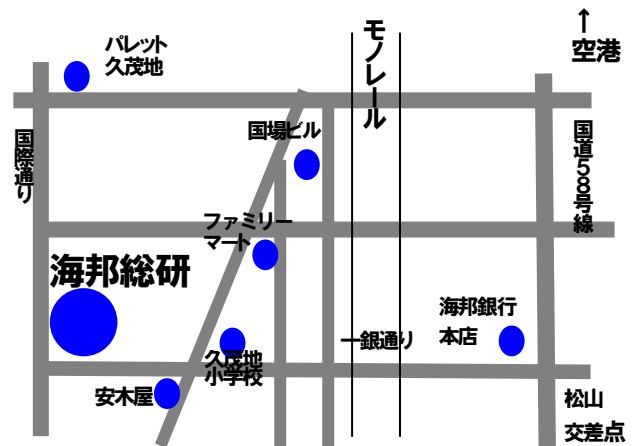 ↑
空港
モノレール
パレット
久茂地
国場ビル
国際通り
国道58号線
ファミリー
マート
海邦総研
海邦銀行
本店
一銀通り
久茂地
小学校
安木屋
松山
交差点